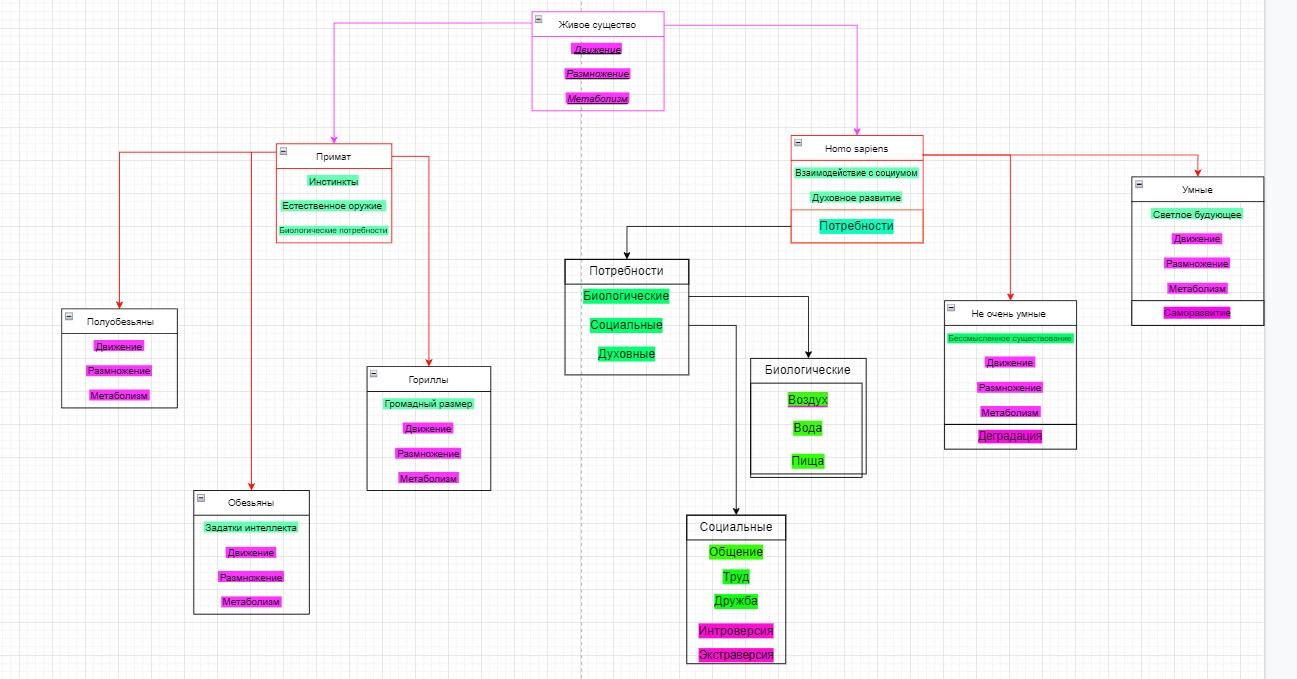 Живое существо
Движение
Размножение
Метаболизм
Примат
Инстинкты
Естественное оружие
Биологические потребности
Homo sapiens
Взаимодействие с социумом
Духовное развитие
Потребности
Умные
Светлое будующее
Движение
Размножение
Метаболизм
Саморазвитие
Потребности
Биологические
Социальные
Духовные
Полуобезьяны
Движение
Размножение
Метаболизм
Не очень умные
Бессмысленное существование
Движение
Размножение
Метаболизм
Деградация
Гориллы
Громадный размер
Движение
Размножение
Метаболизм
Биологические
Воздух
Вода
Пища
Обезьяны
Задатки интеллекта
Движение
Размножение
Метаболизм
Социальные
Общение
Труд
Дружба
Интроверсия
Экстраверсия